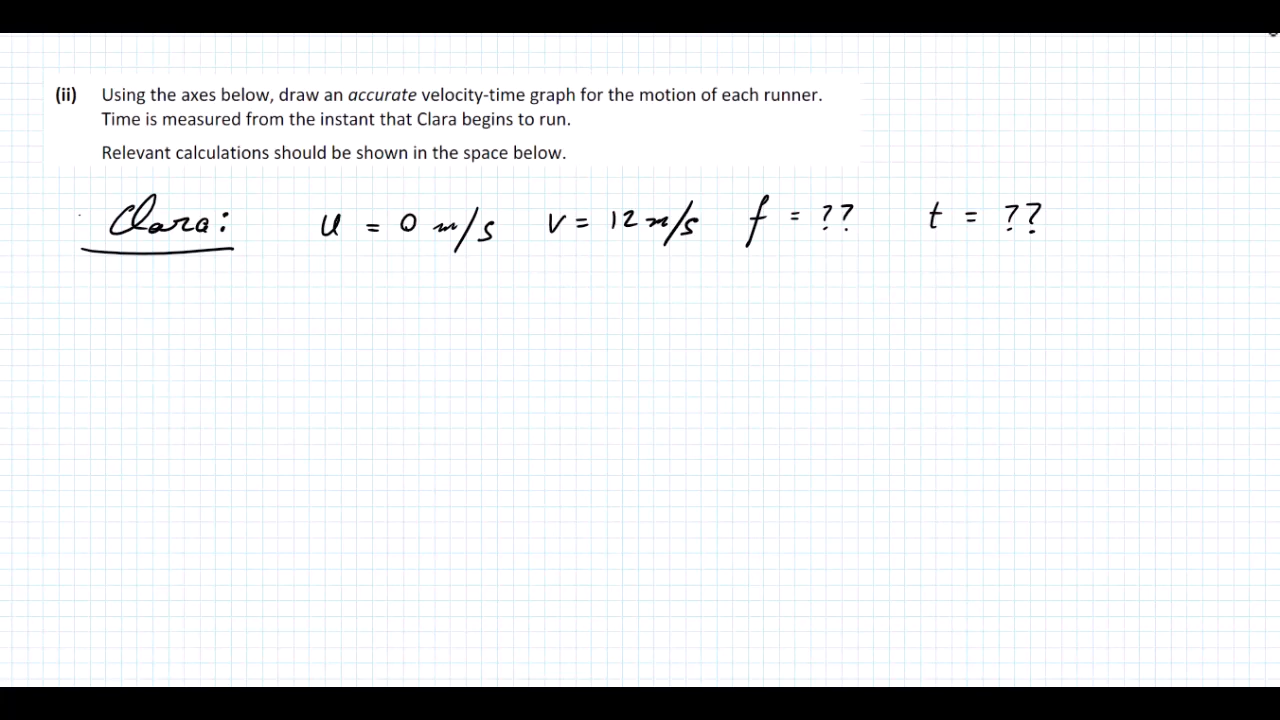 (ii) Using the axes below, draw an accurate velocity-time graph for the motion of each runner.
Time is measured from the instant that Clara begins to run.
Relevant calculations should be shown in the space below.
Clara: u = 0 m/s v = 12 m/s f = ?? t = ??